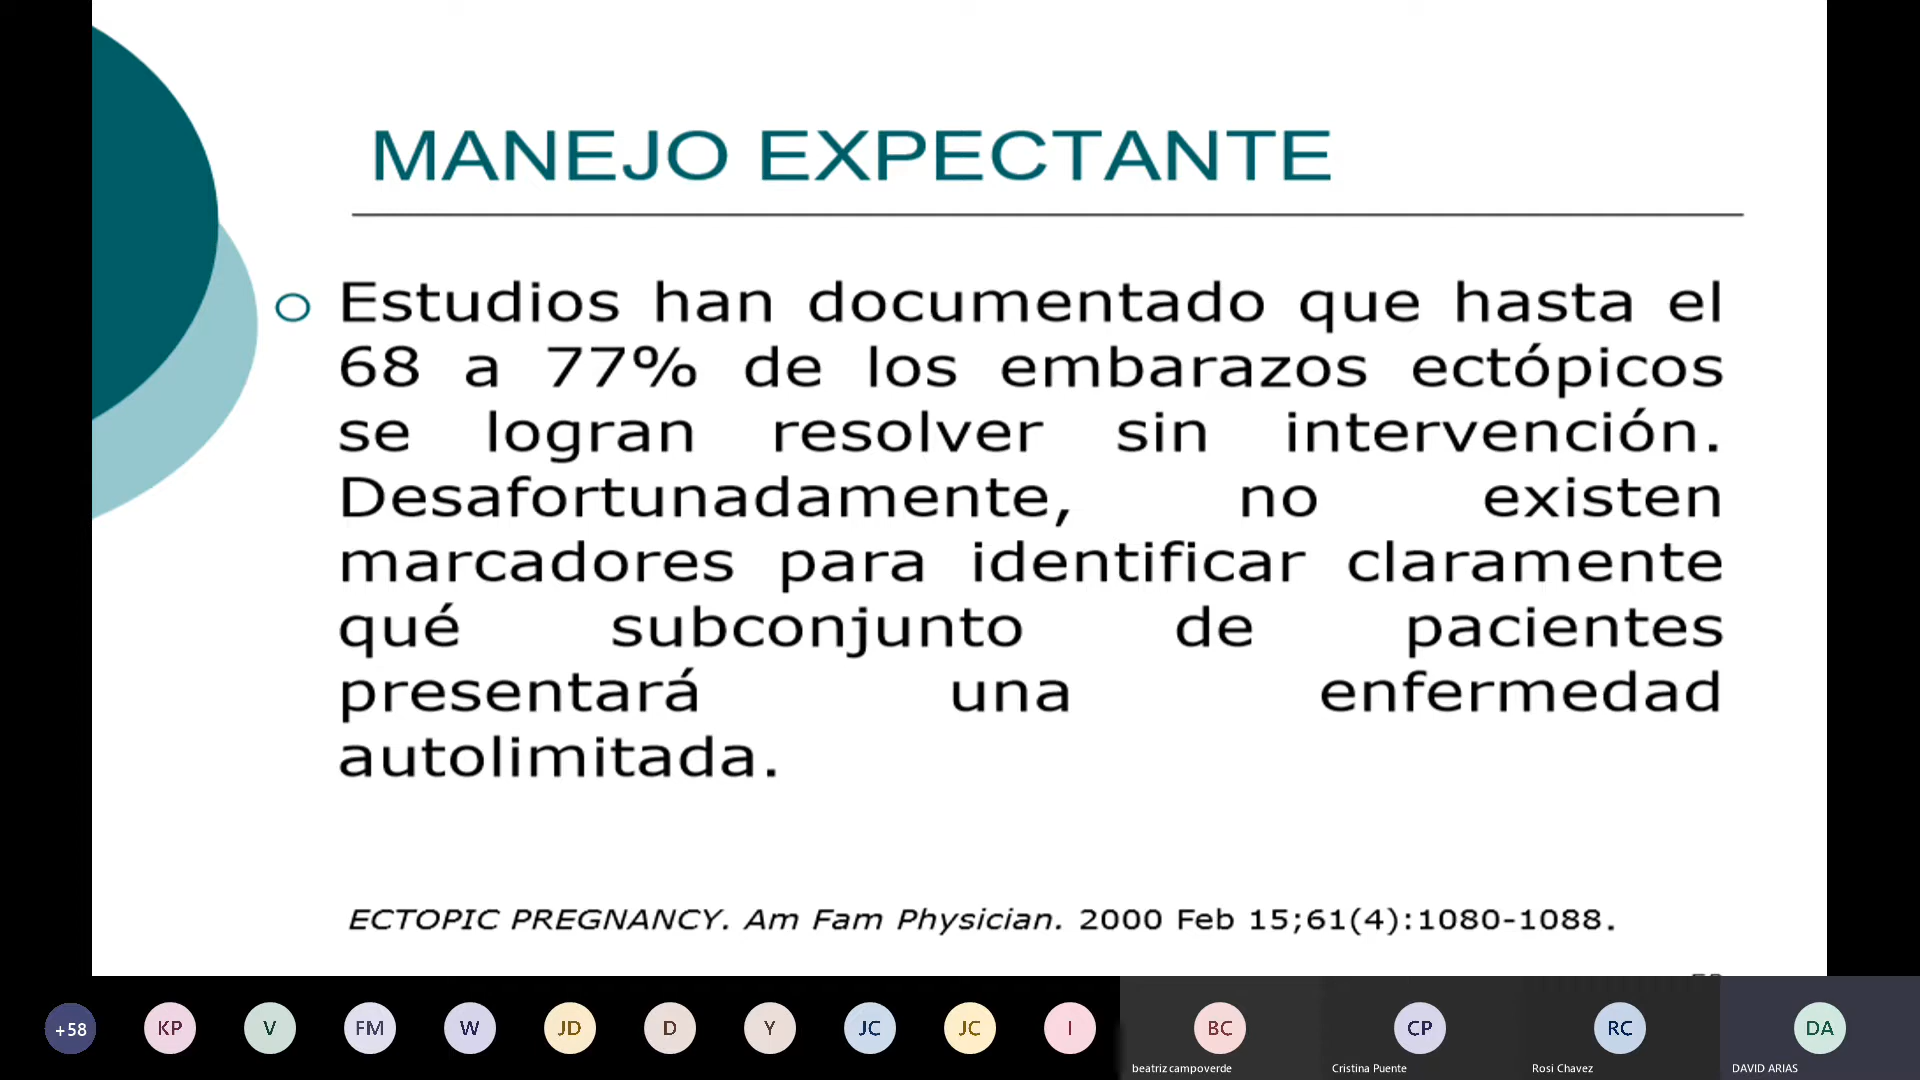 MANEJO EXPECTANTE
Estudios han documentado que hasta el
68 a 77% de los embarazos ectópicos
se logran resolver sin intervención.
Desafortunadamente, no existen
marcadores para identificar claramente
qué subconjunto de pacientes
presentará una enfermedad
autolimitada.
ECTOPIC PREGNANCY. Am Fam Physician. 2000 Feb 15;61(4):1080-1088.
+58 KP V FM W JD D Y JC JC I BC CP RC DA
beatriz campoverde Cristina Puente Rosi Chavez DAVID ARIAS